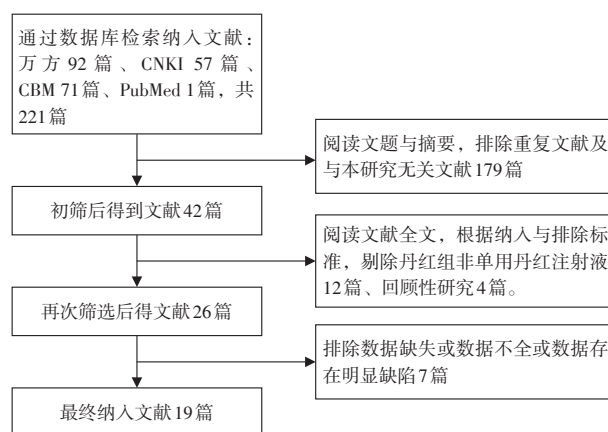 通过数据库检索纳入文献：
万方 92 篇、CNKI 57 篇、
CBM 71篇、PubMed 1篇，共
221篇
阅读文题与摘要，排除重复文献及
与本研究无关文献179篇
初筛后得到文献42篇
阅读文献全文，根据纳入与排除标
准，剔除丹红组非单用丹红注射液
12篇、回顾性研究4篇。
再次筛选后得文献26篇
排除数据缺失或数据不全或数据存
在明显缺陷7篇
最终纳入文献19篇